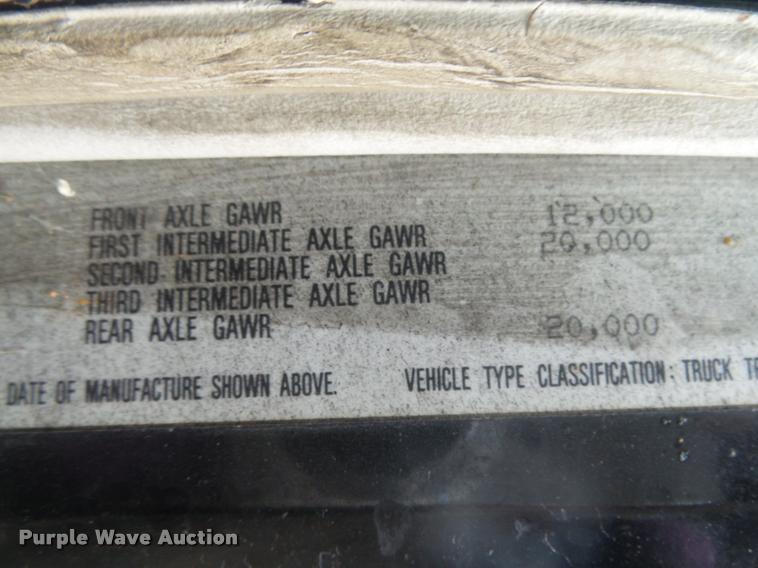 FRONT AXLE GAWR 12,000
FIRST INTERMEDIATE AXLE GAWR 20,000
SECOND INTERMEDIATE AXLE GAWR
THIRD INTERMEDIATE AXLE GAWR
REAR AXLE GAWR 20,000
DATE OF MANUFACTURE SHOWN ABOVE. VEHICLE TYPE CLASSIFICATION: TRUCK TR
Purple Wave Auction